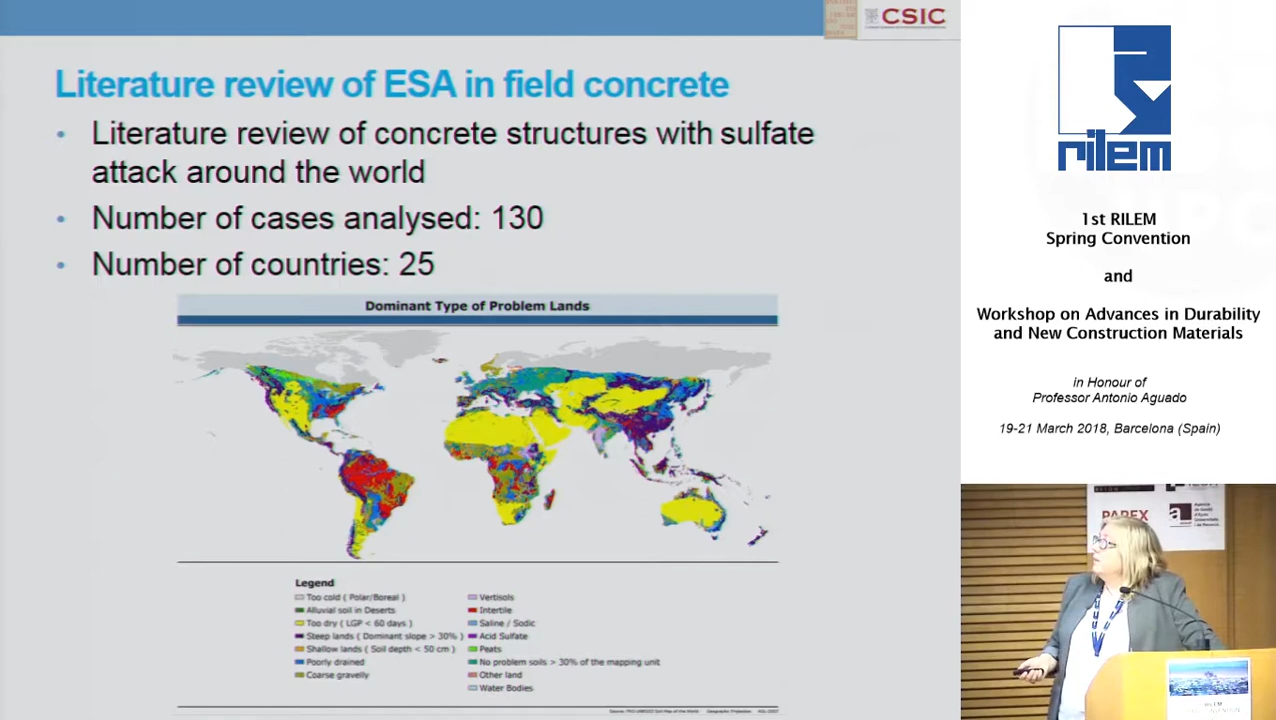 CSIC
Literature review of ESA in field concrete
• Literature review of concrete structures with sulfate
attack around the world
• Number of cases analysed: 130
• Number of countries: 25
Dominant Type of Problem Lands
Legend
Too cold ( Polar/Boreal )
Alluvial soil in Deserts
Too dry ( LGP < 60 days )
Steep lands ( Dominant slope > 30% )
Shallow lands ( Soil depth < 50 cm )
Poorly drained
Coarse gravelly
Vertisols
Intertile
Saline / Sodic
Acid Sulfate
Peats
No problem soils > 30% of the mapping unit
Other land
Water Bodies
rilem
1st RILEM
Spring Convention
and
Workshop on Advances in Durability
and New Construction Materials
in Honour of
Professor Antonio Aguado
19-21 March 2018, Barcelona (Spain)
PAPEX
RILEM